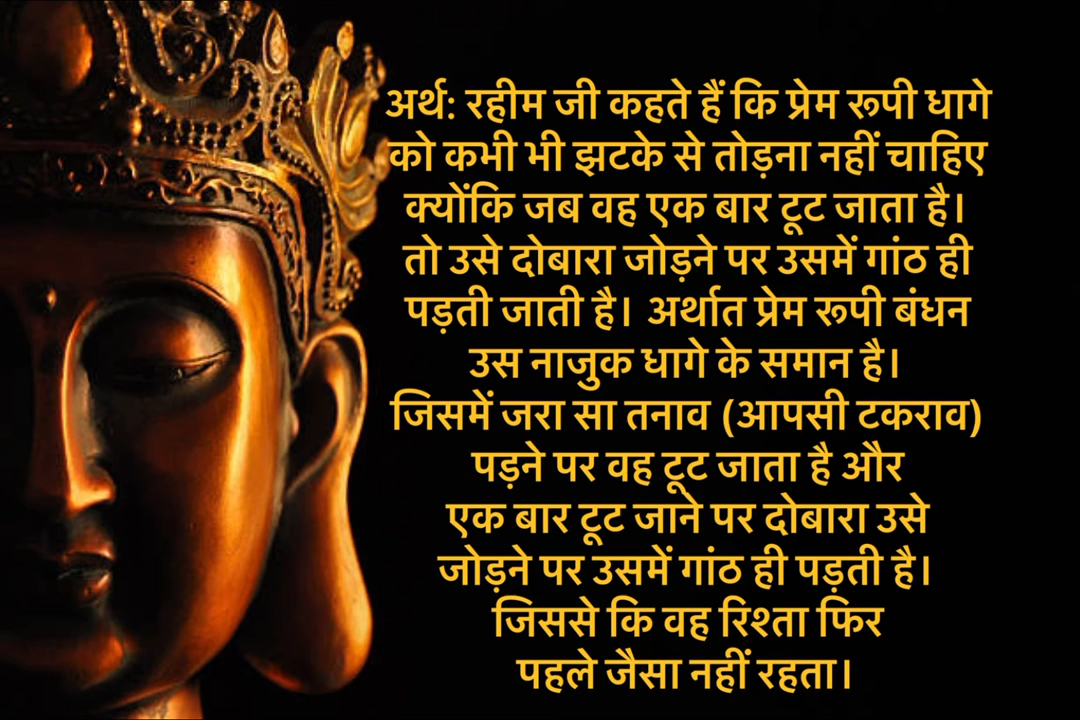 अर्थ: रहीम जी कहते हैं कि प्रेम रूपी धागे
को कभी भी झटके से तोड़ना नहीं चाहिए
क्योंकि जब वह एक बार टूट जाता है।
तो उसे दोबारा जोड़ने पर उसमें गांठ ही
पड़ती जाती है। अर्थात प्रेम रूपी बंधन
उस नाजुक धागे के समान है।
जिसमें जरा सा तनाव (आपसी टकराव)
पड़ने पर वह टूट जाता है और
एक बार टूट जाने पर दोबारा उसे
जोड़ने पर उसमें गांठ ही पड़ती है।
जिससे कि वह रिश्ता फिर
पहले जैसा नहीं रहता।